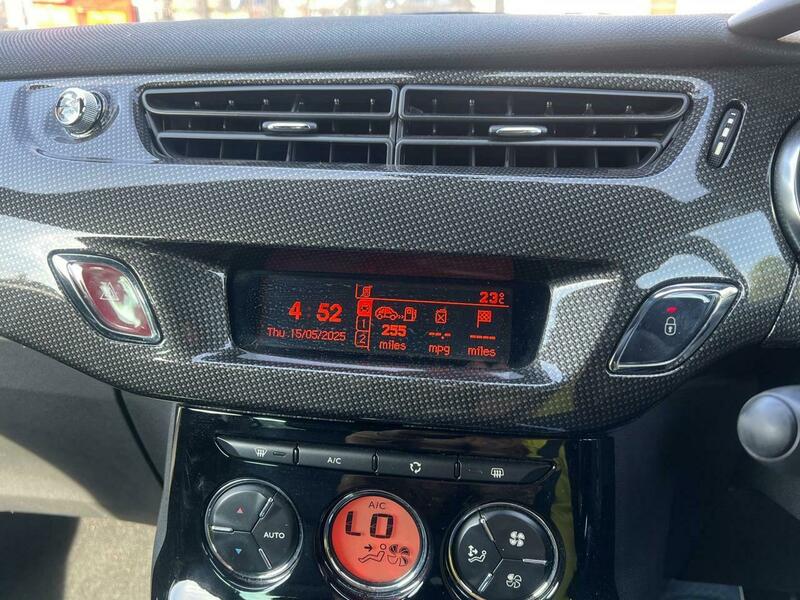 23°C
4 52
Thu 15/05/2025
1
2
255
miles
--.-
mpg
----
miles
A/C
AUTO
A/C
LO